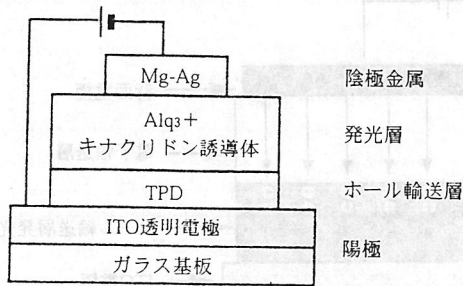 Mg-Ag
陰極金属
Alq3+
キナクリドン誘導体
発光層
TPD
ホール輸送層
ITO透明電極
陽極
ガラス基板